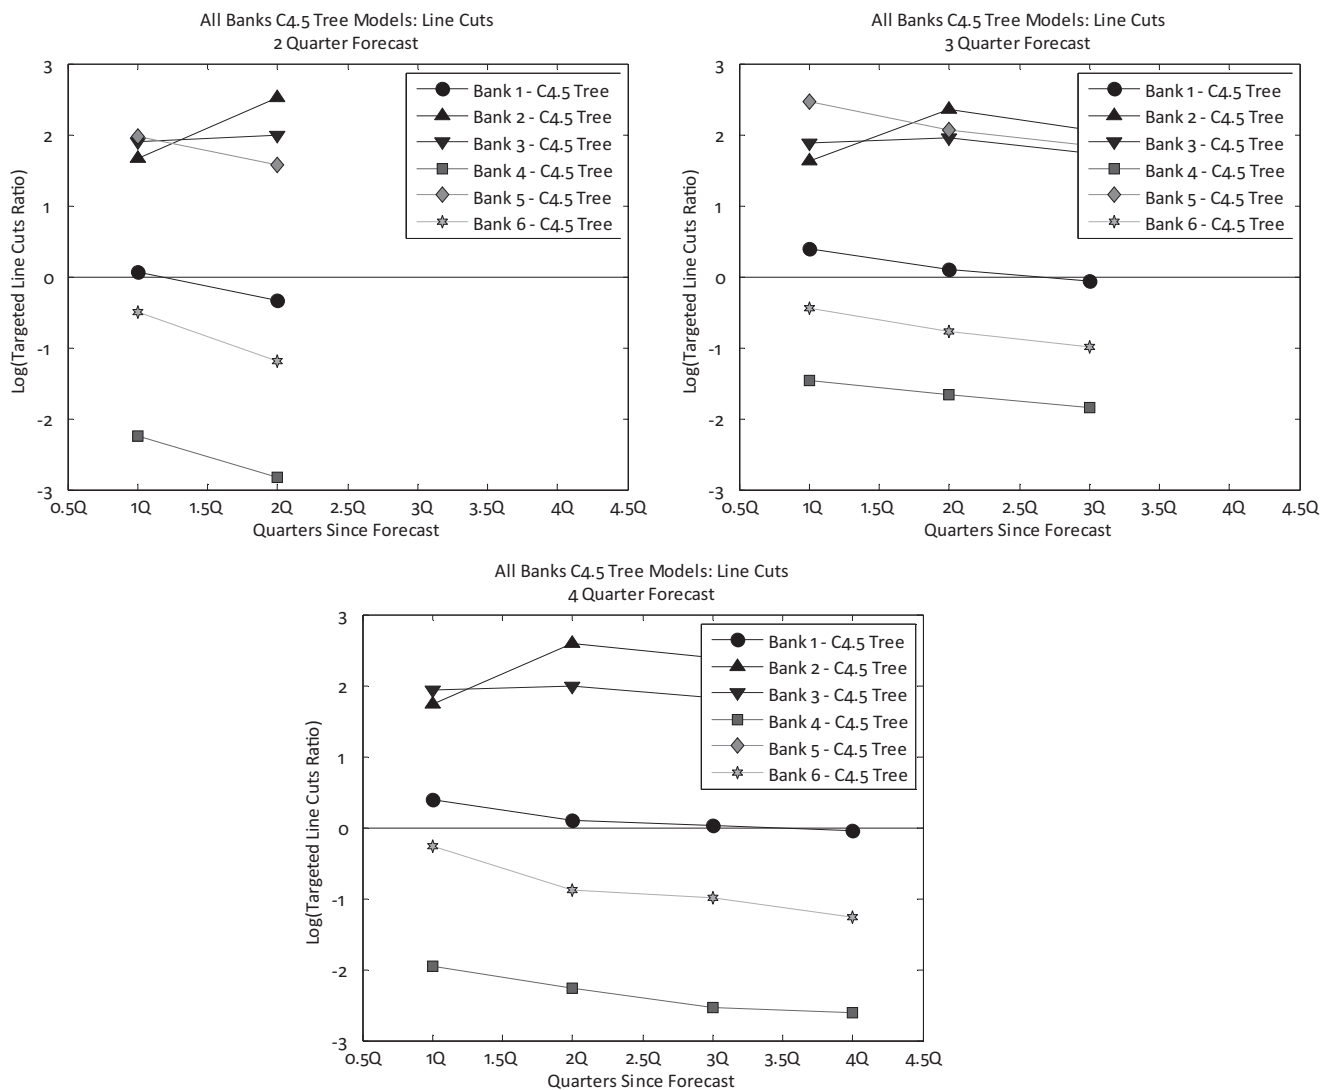 All Banks C4.5 Tree Models: Line Cuts
2 Quarter Forecast
Log(Targeted Line Cuts Ratio)
3
2
1
0
-1
-2
-3
Bank 1 - C4.5 Tree
Bank 2 - C4.5 Tree
Bank 3 - C4.5 Tree
Bank 4 - C4.5 Tree
Bank 5 - C4.5 Tree
Bank 6 - C4.5 Tree
0.5Q 1Q 1.5Q 2Q 2.5Q 3Q 3.5Q 4Q 4.5Q
Quarters Since Forecast
All Banks C4.5 Tree Models: Line Cuts
3 Quarter Forecast
Log(Targeted Line Cuts Ratio)
3
2
1
0
-1
-2
-3
Bank 1 - C4.5 Tree
Bank 2 - C4.5 Tree
Bank 3 - C4.5 Tree
Bank 4 - C4.5 Tree
Bank 5 - C4.5 Tree
Bank 6 - C4.5 Tree
0.5Q 1Q 1.5Q 2Q 2.5Q 3Q 3.5Q 4Q 4.5Q
Quarters Since Forecast
All Banks C4.5 Tree Models: Line Cuts
4 Quarter Forecast
Log(Targeted Line Cuts Ratio)
3
2
1
0
-1
-2
-3
Bank 1 - C4.5 Tree
Bank 2 - C4.5 Tree
Bank 3 - C4.5 Tree
Bank 4 - C4.5 Tree
Bank 5 - C4.5 Tree
Bank 6 - C4.5 Tree
0.5Q 1Q 1.5Q 2Q 2.5Q 3Q 3.5Q 4Q 4.5Q
Quarters Since Forecast